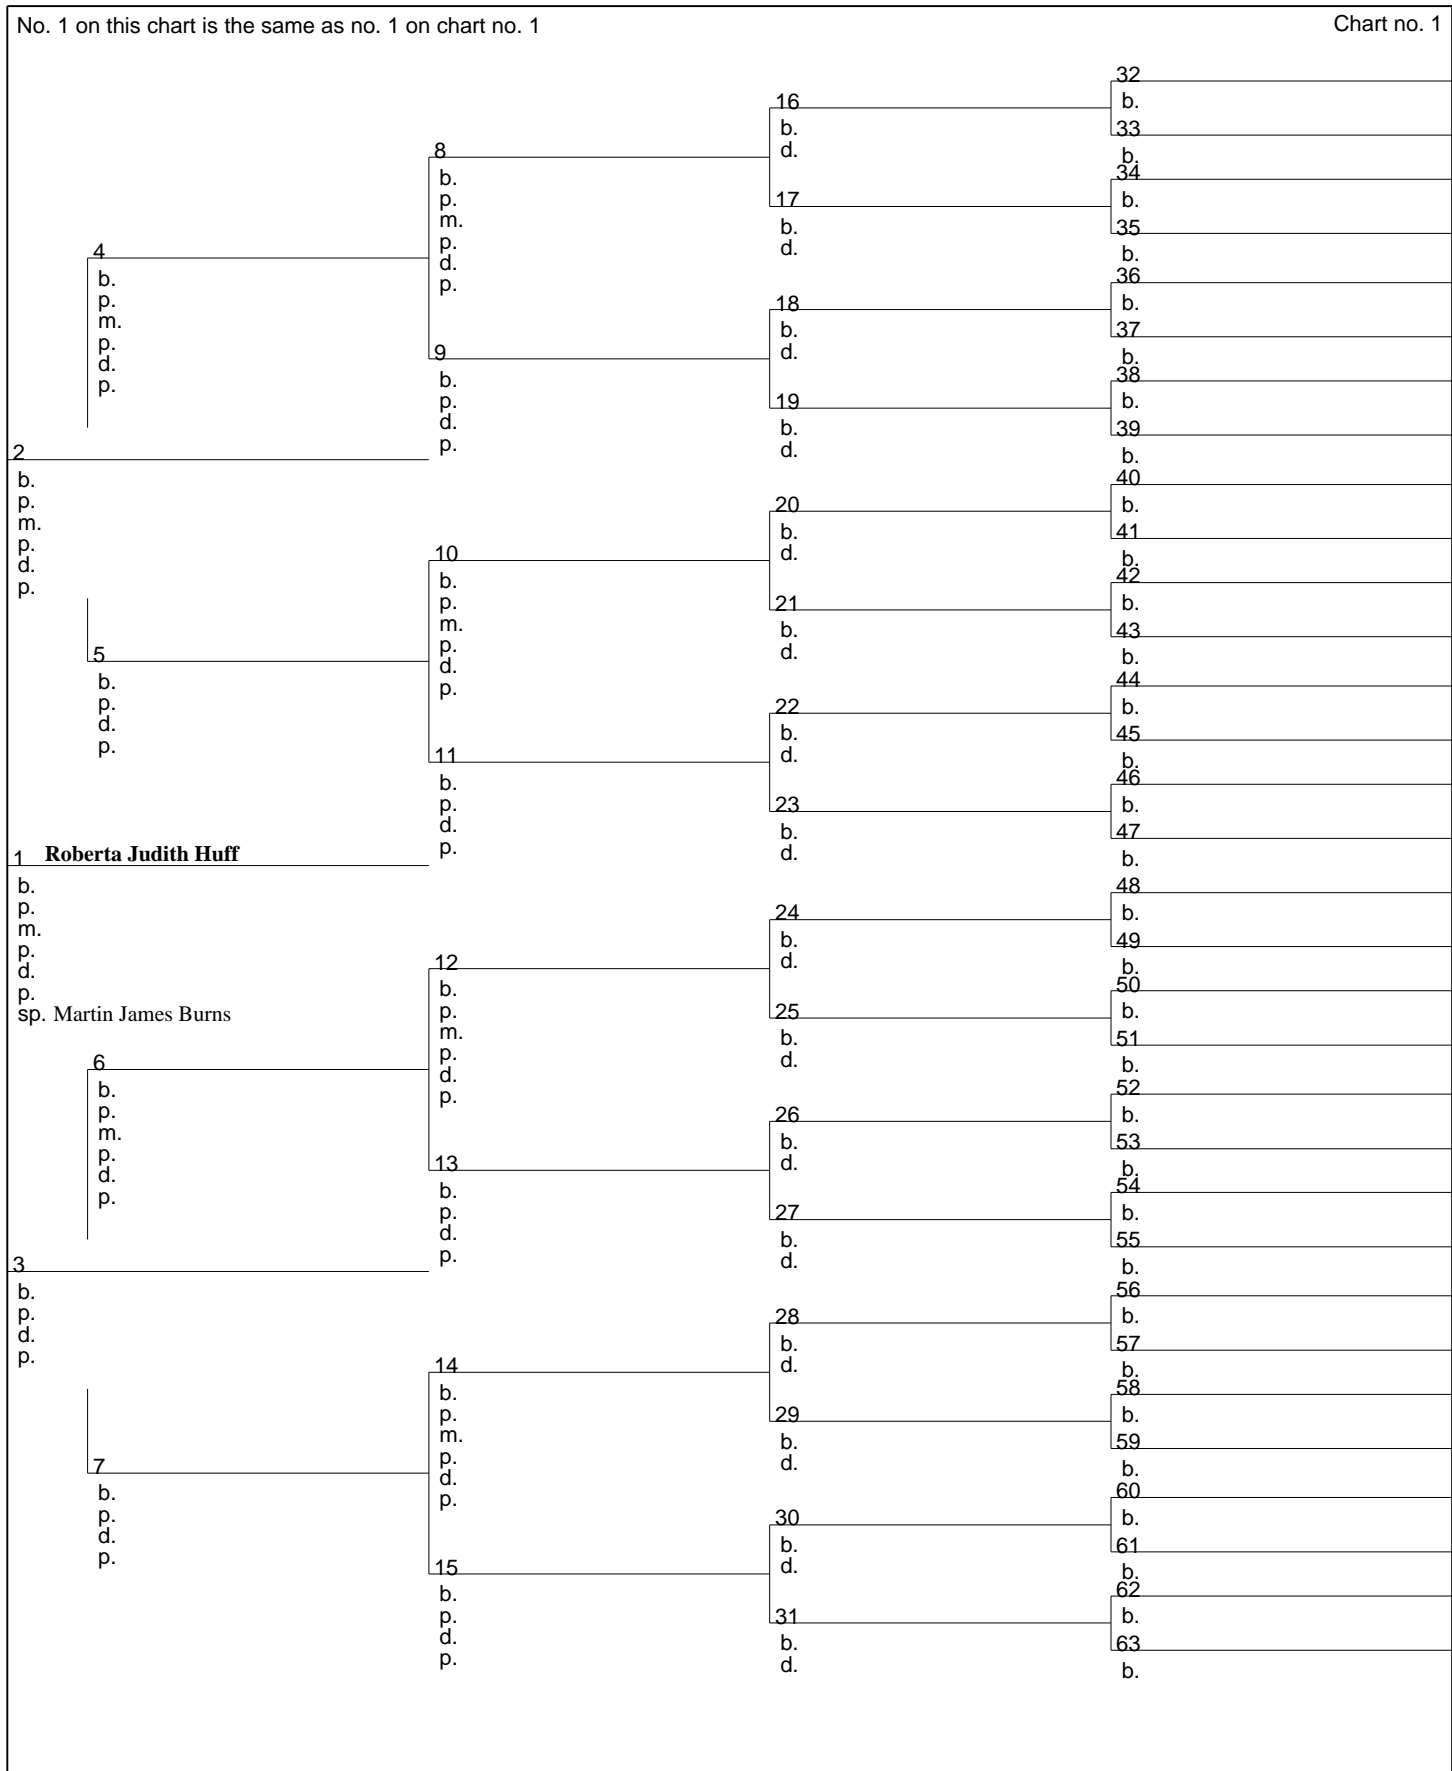 No. 1 on this chart is the same as no. 1 on chart no. 1
Chart no. 1
2
b.
p.
m.
p.
d.
p.
1 Roberta Judith Huff
b.
p.
m.
p.
d.
p.
sp. Martin James Burns
3
b.
p.
d.
p.
4
b.
p.
m.
p.
d.
p.
5
b.
p.
d.
p.
6
b.
p.
m.
p.
d.
p.
7
b.
p.
d.
p.
8
b.
p.
m.
p.
d.
p.
9
b.
p.
d.
p.
10
b.
p.
m.
p.
d.
p.
11
b.
p.
d.
p.
12
b.
p.
m.
p.
d.
p.
13
b.
p.
d.
p.
14
b.
p.
m.
p.
d.
p.
15
b.
p.
d.
p.
16
b.
d.
17
b.
d.
18
b.
d.
19
b.
d.
20
b.
d.
21
b.
d.
22
b.
d.
23
b.
d.
24
b.
d.
25
b.
d.
26
b.
d.
27
b.
d.
28
b.
d.
29
b.
d.
30
b.
d.
31
b.
d.
32
b.
33
b.
34
b.
35
b.
36
b.
37
b.
38
b.
39
b.
40
b.
41
b.
42
b.
43
b.
44
b.
45
b.
46
b.
47
b.
48
b.
49
b.
50
b.
51
b.
52
b.
53
b.
54
b.
55
b.
56
b.
57
b.
58
b.
59
b.
60
b.
61
b.
62
b.
63
b.